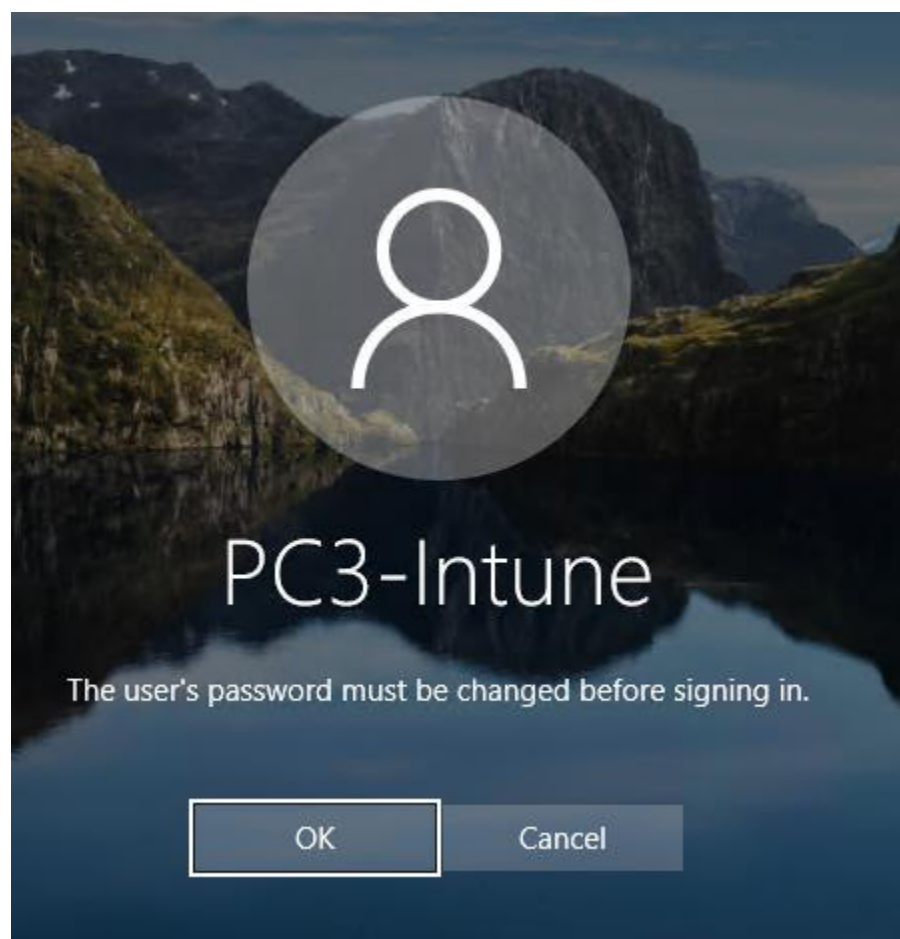 PC3-Intune
The user's password must be changed before signing in.
OK
Cancel